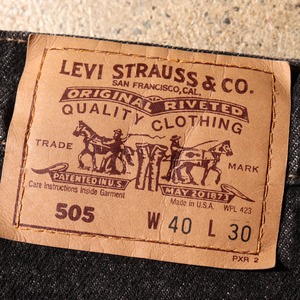 LEVI STRAUSS & CO.
SAN FRANCISCO, CAL.
ORIGINAL RIVETED
QUALITY CLOTHING
TRADE MARK
PATENTED IN U.S. MAY 20 1873
Care Instructions Inside Garment Made in U.S.A. WPL 423
505 W 40 L 30
PXR 2